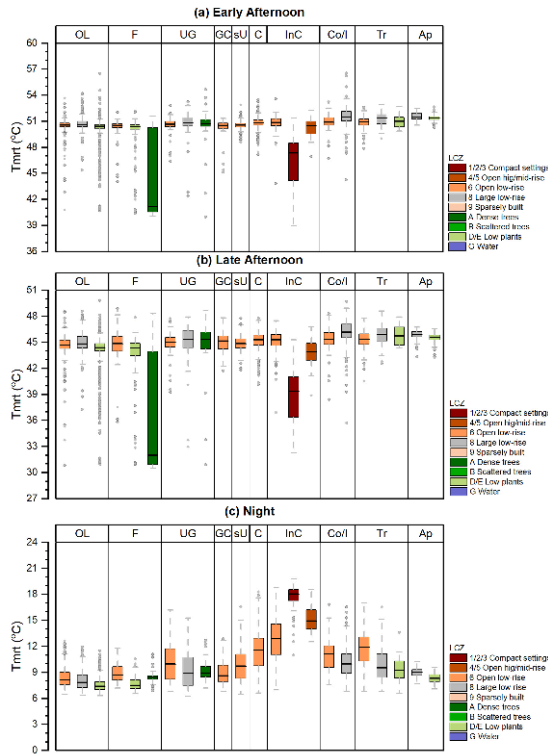 (a) Early Afternoon
OL F UG GC sU C InC Co/I Tr Ap
60
57
54
51
48
45
42
39
36
Tmrt (°C)
LCZ
1/2/3 Compact settings
4/5 Open hig/mid-rise
6 Open low-rise
8 Large low-rise
9 Sparsely built
A Dense trees
B Scattered trees
D/E Low plants
G Water
(b) Late Afternoon
OL F UG GC sU C InC Co/I Tr Ap
51
48
45
42
39
36
33
30
27
Tmrt (°C)
LCZ
1/2/3 Compact settings
4/5 Open hig/mid-rise
6 Open low-rise
8 Large low-rise
9 Sparsely built
A Dense trees
B Scattered trees
D/E Low plants
G Water
(c) Night
OL F UG GC sU C InC Co/I Tr Ap
24
21
18
15
12
9
6
3
0
Tmrt (°C)
LCZ
1/2/3 Compact settings
4/5 Open hig/mid-rise
6 Open low-rise
8 Large low rise
9 Sparsely built
A Dense trees
B Scattered trees
D/E Low plants
G Water